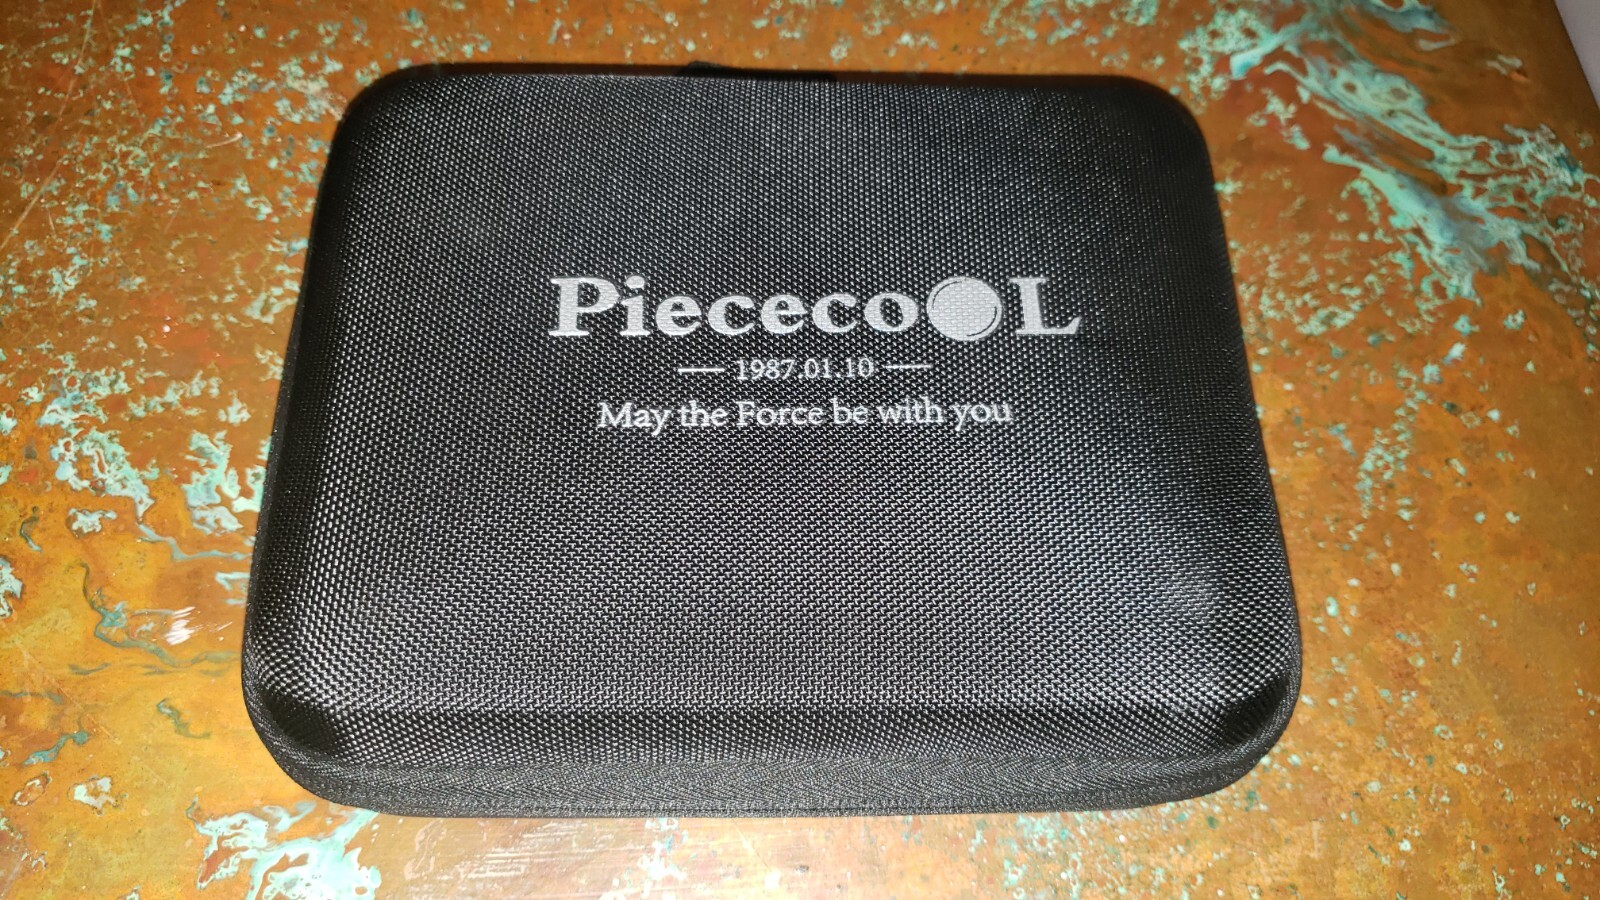 PiececooL
1987.01.10
May the Force be with you